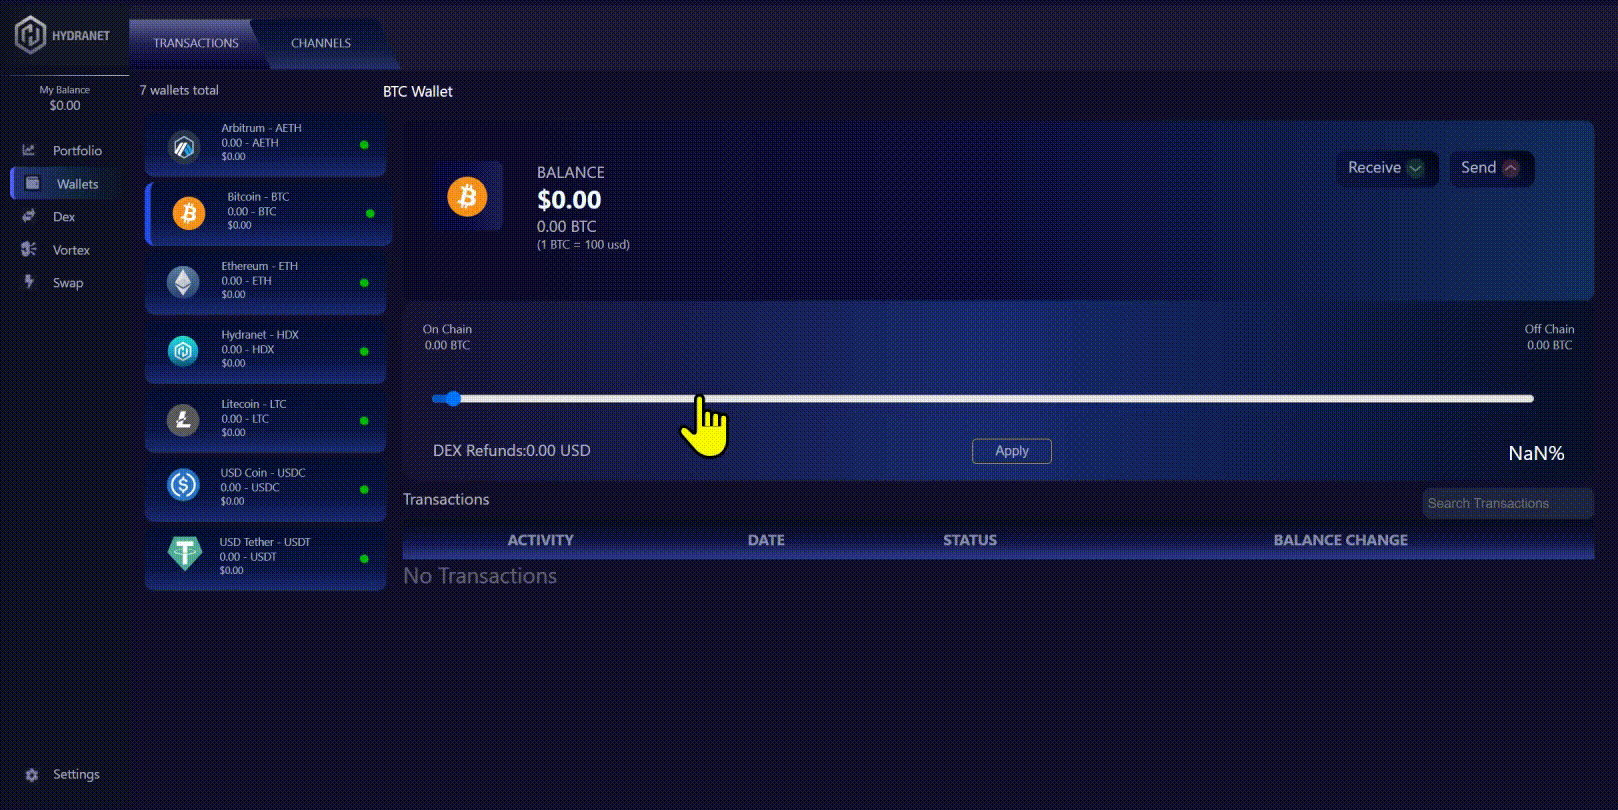 HYDRANET
TRANSACTIONS
CHANNELS
My Balance
$0.00
Portfolio
Wallets
Dex
Vortex
Swap
Settings
7 wallets total
Arbitrum - AETH
0.00 - AETH
$0.00
Bitcoin - BTC
0.00 - BTC
$0.00
Ethereum - ETH
0.00 - ETH
$0.00
Hydranet - HDX
0.00 - HDX
$0.00
Litecoin - LTC
0.00 - LTC
$0.00
USD Coin - USDC
0.00 - USDC
$0.00
USD Tether - USDT
0.00 - USDT
$0.00
BTC Wallet
BALANCE
$0.00
0.00 BTC
(1 BTC = 100 usd)
Receive
Send
On Chain
0.00 BTC
Off Chain
0.00 BTC
DEX Refunds:0.00 USD
Apply
NaN%
Transactions
Search Transactions
ACTIVITY DATE STATUS BALANCE CHANGE
No Transactions